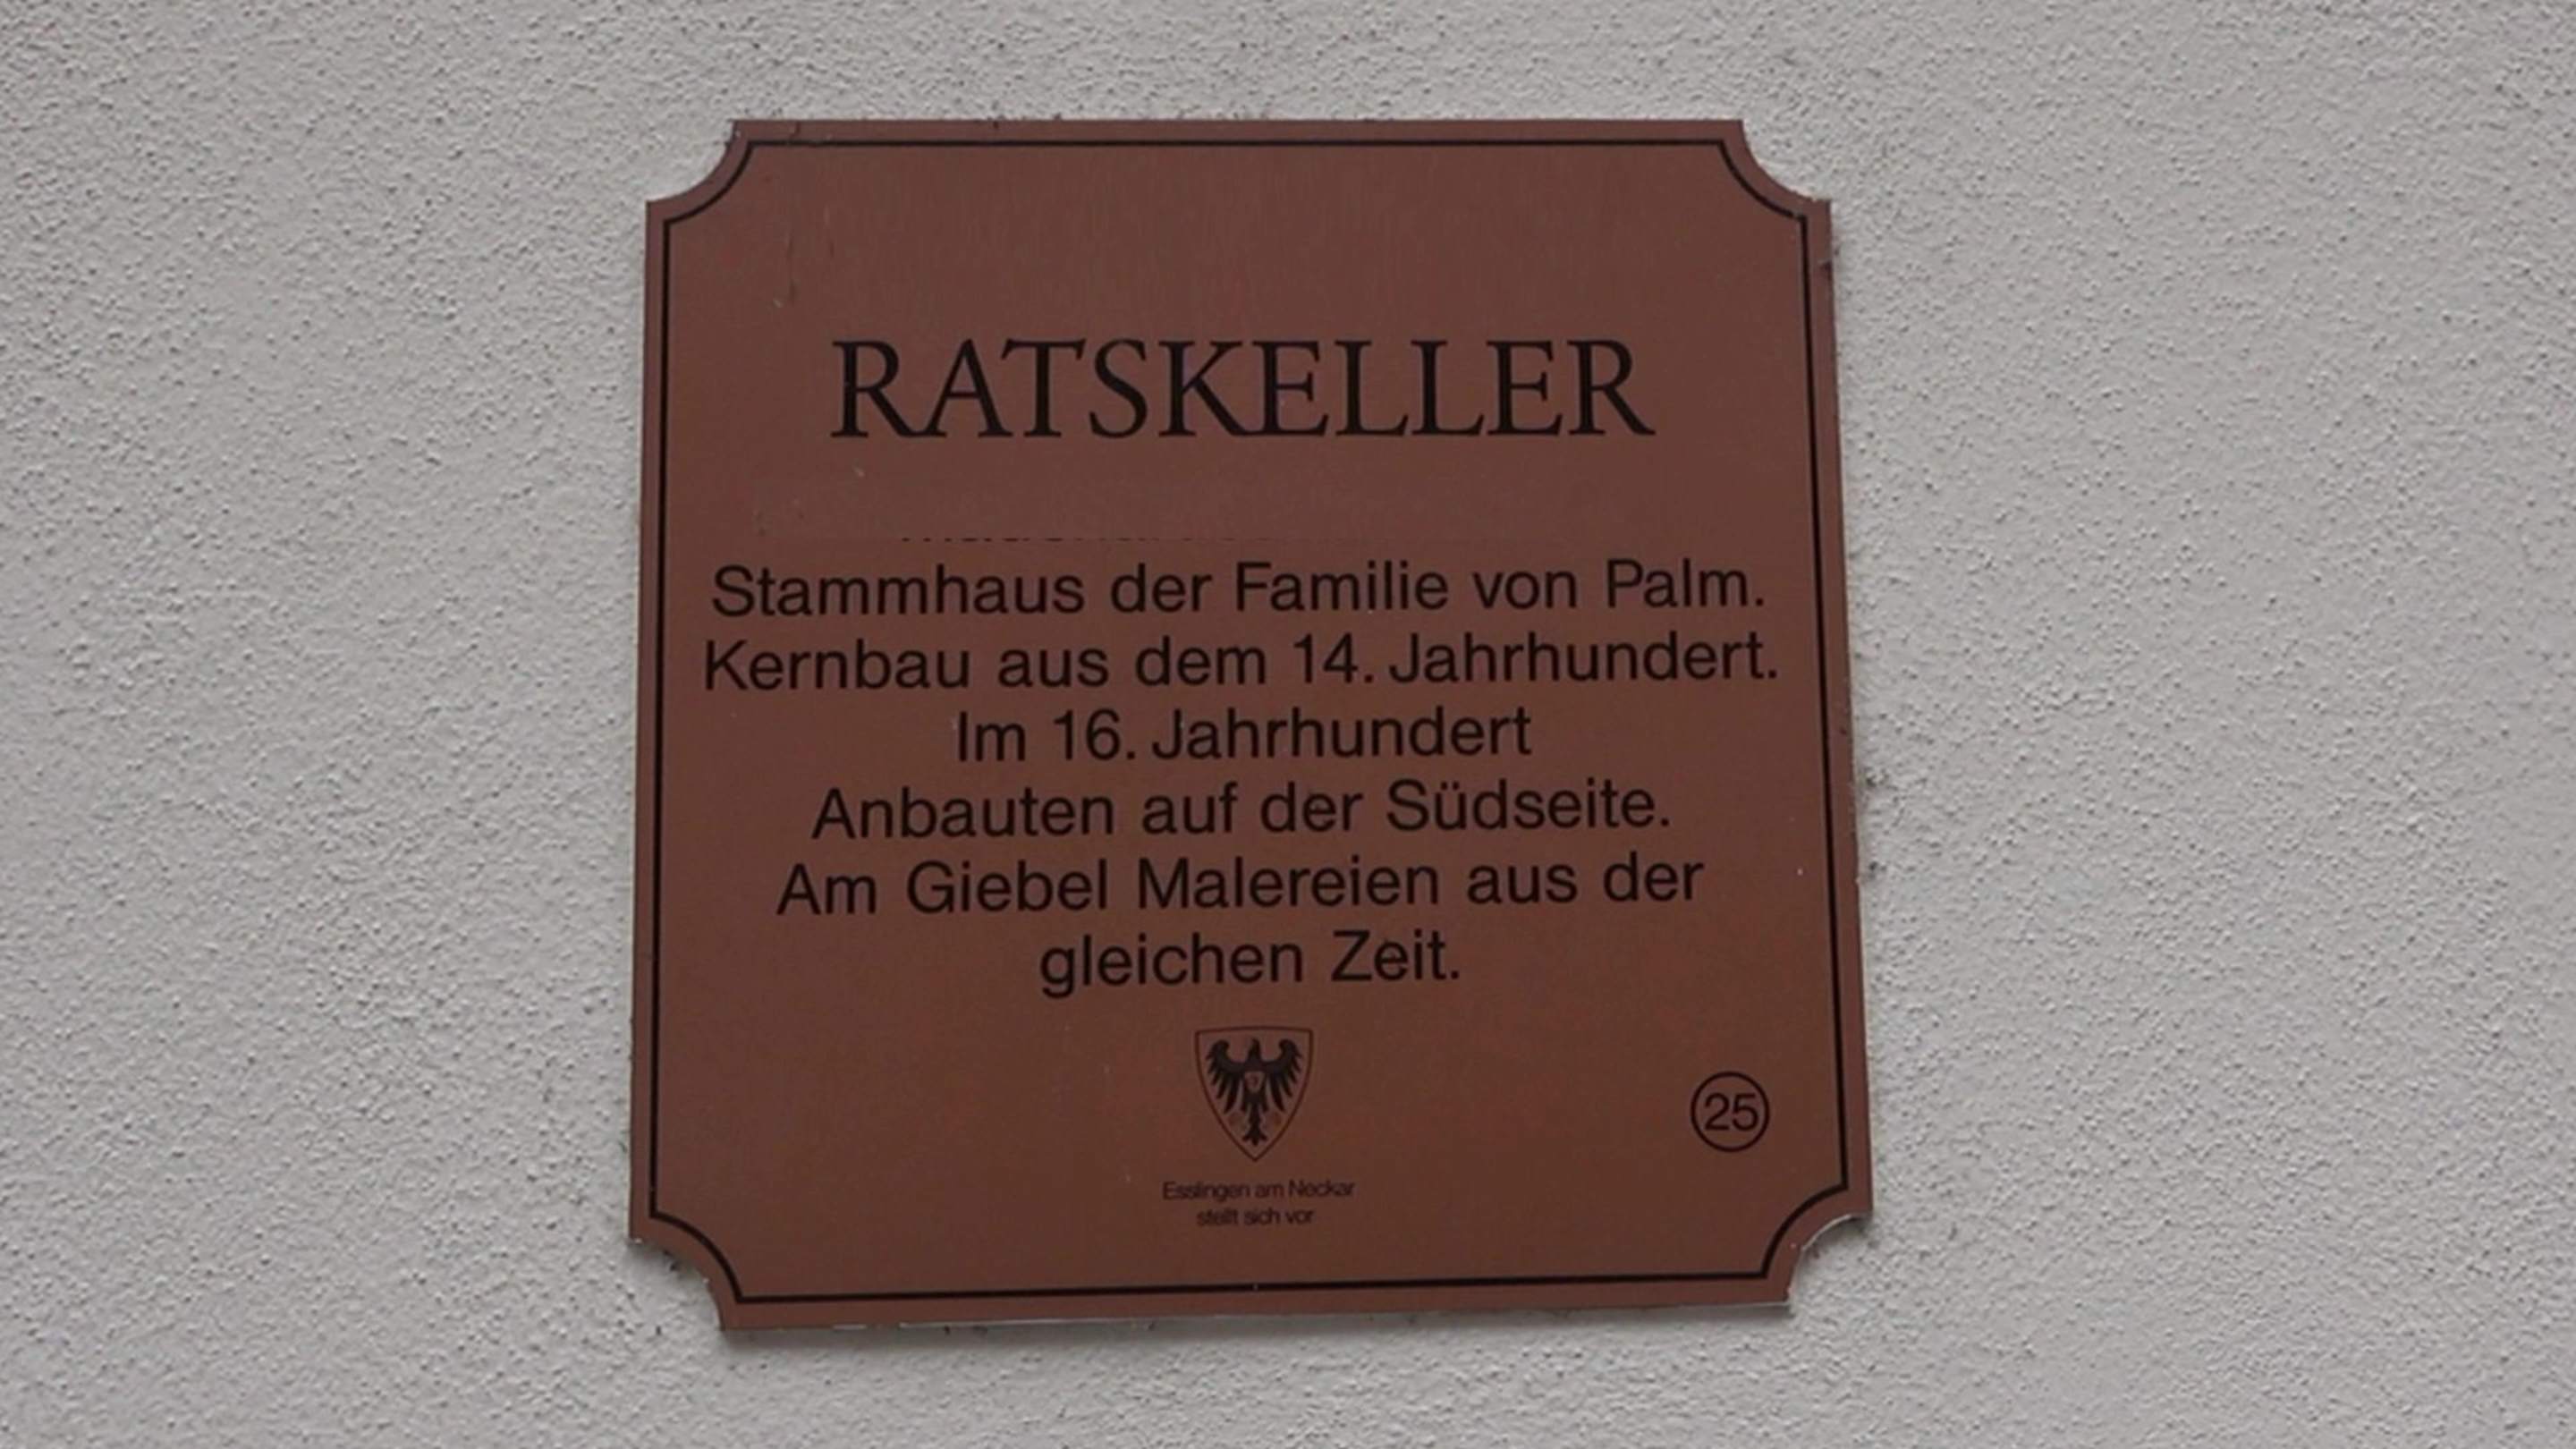 RATSKELLER
Stammhaus der Familie von Palm.
Kernbau aus dem 14. Jahrhundert.
Im 16. Jahrhundert
Anbauten auf der Südseite.
Am Giebel Malereien aus der
gleichen Zeit.
25
Esslingen am Neckar
stellt sich vor